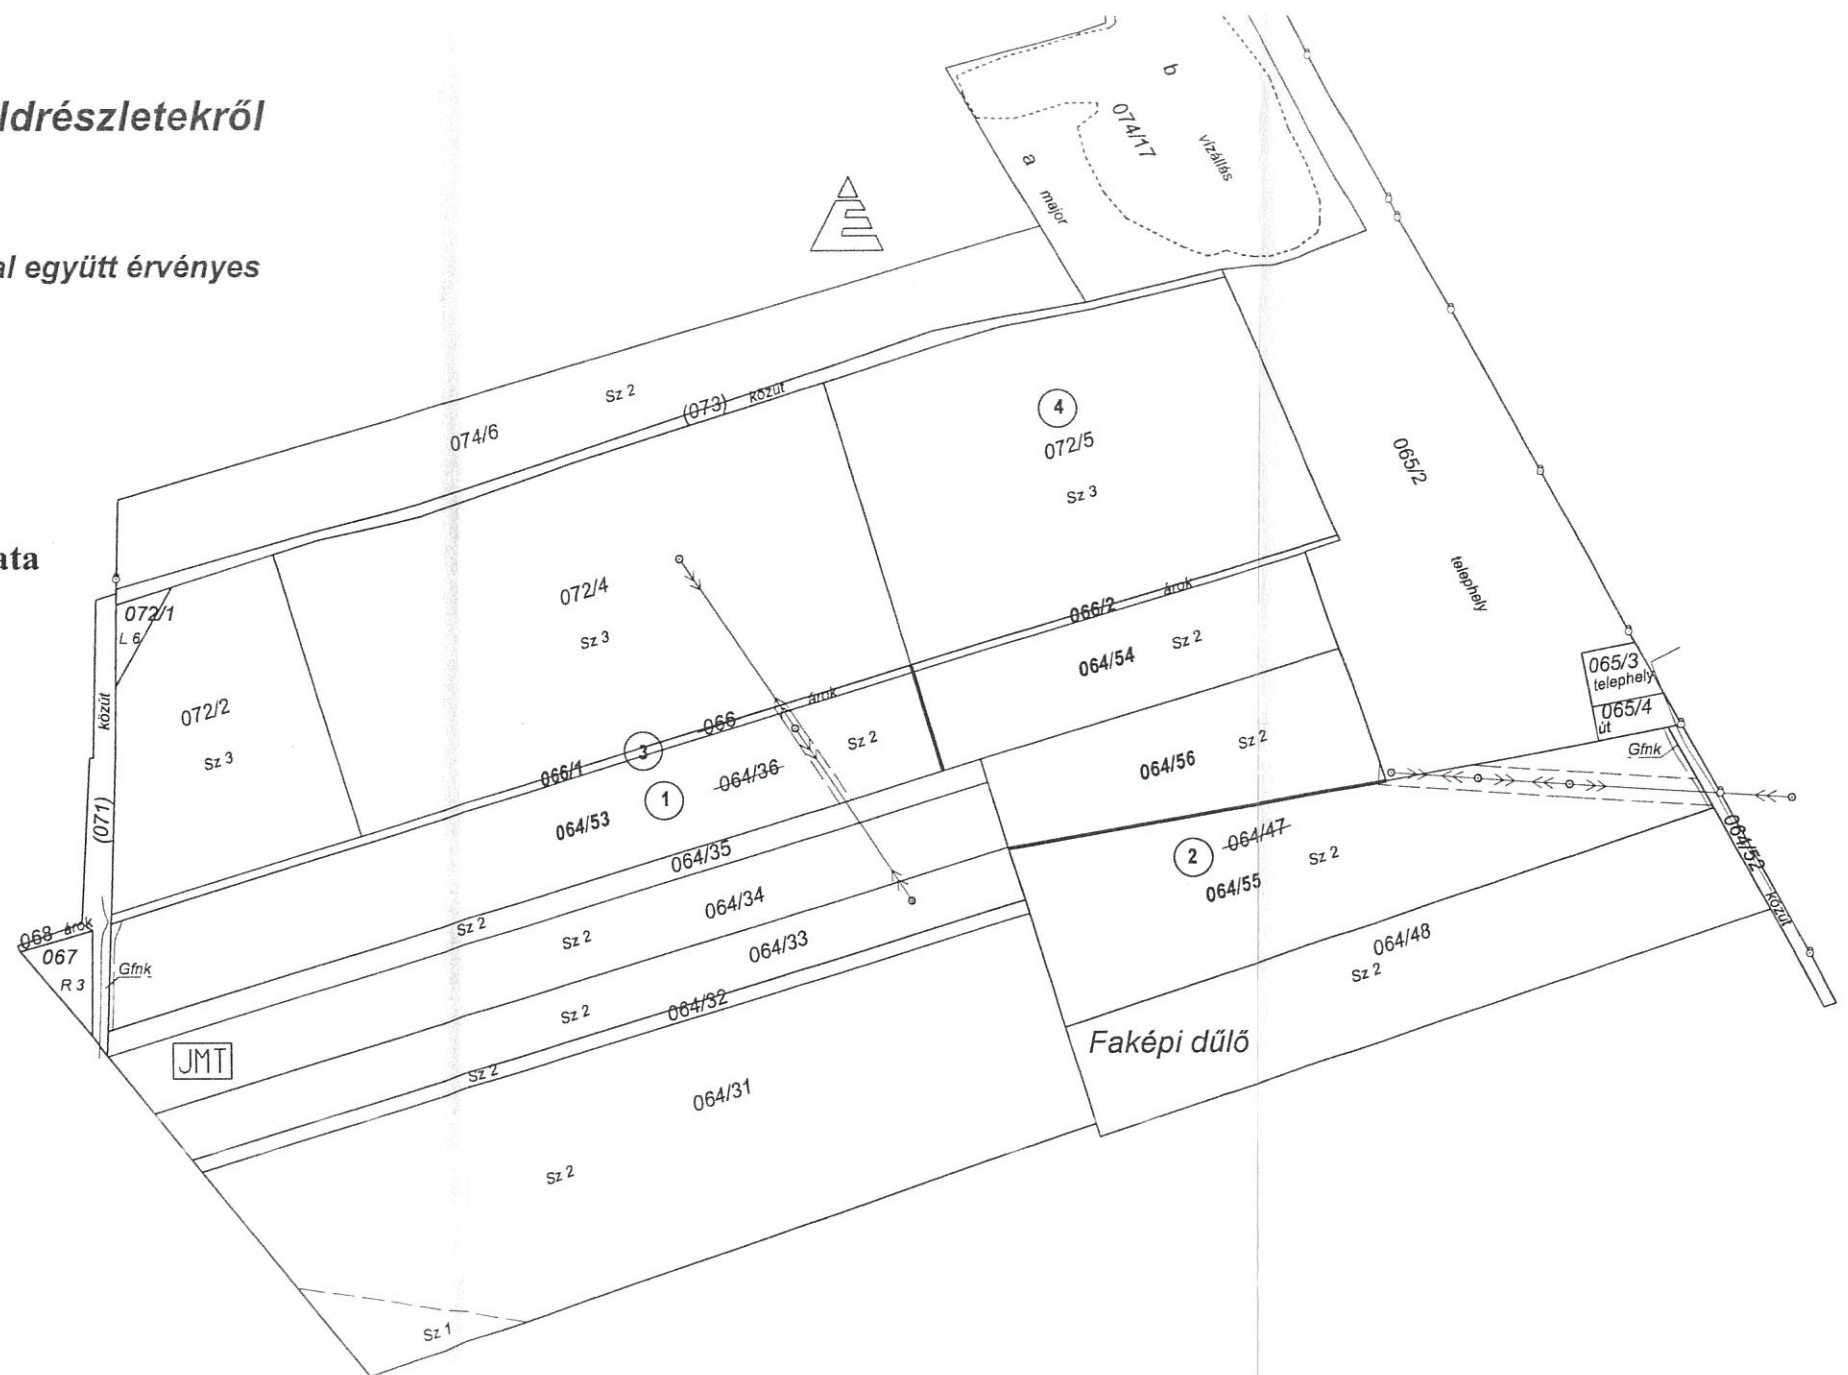 ldrészletekről
al együtt érvényes
ata
b
074/17
vízállás
a
major
É
Sz 2
(073) közút
074/6
4
072/5
Sz 3
065/2
telephely
072/4
Sz 3
072/1
L 6
072/2
Sz 3
közút
(071)
066/2 árok
064/54 Sz 2
065/3
telephely
065/4
út
Gfnk
árok
066
3
066/1
Sz 2
064/36
1
064/53
064/56 Sz 2
064/47
2
Sz 2
064/55
064/52
közút
064/35
064/34
Sz 2
Sz 2
064/33
064/48
Sz 2
068 árok
067
R 3
Gfnk
064/32
Sz 2
Sz 2
JMT
Faképi dűlő
064/31
Sz 2
Sz 1